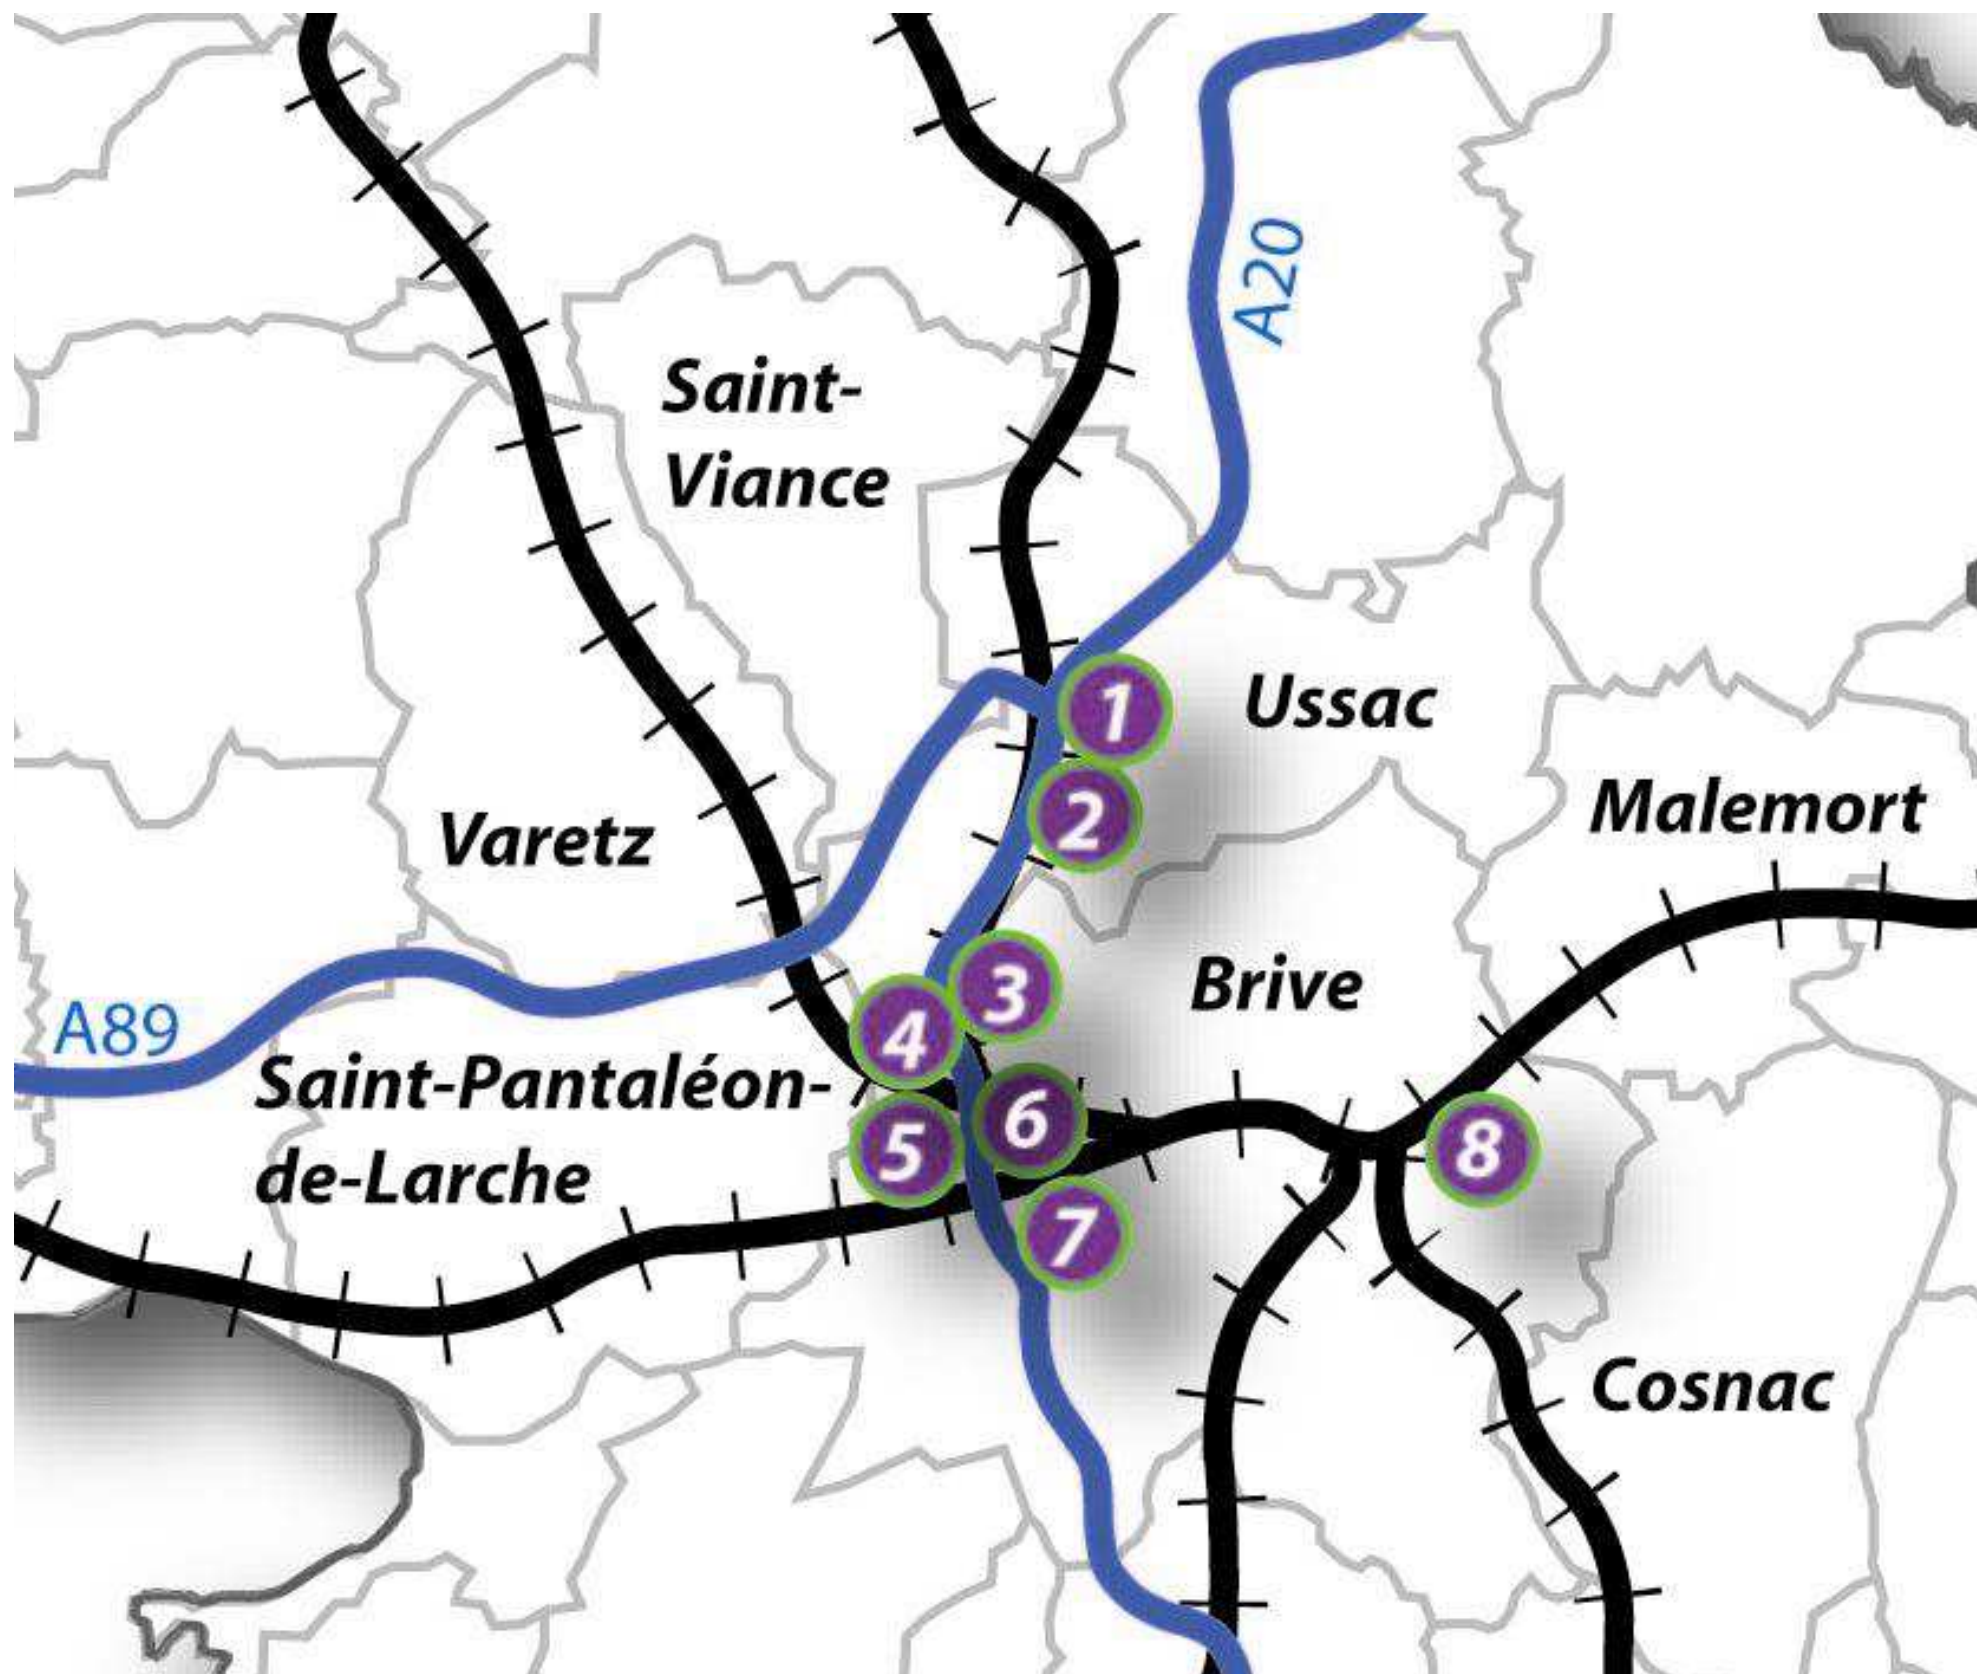 A20
Saint-
Viance
1
Ussac
2
Malemort
Varetz
3
Brive
A89
4
Saint-Pantaléon-
de-Larche
6
5
8
7
Cosnac